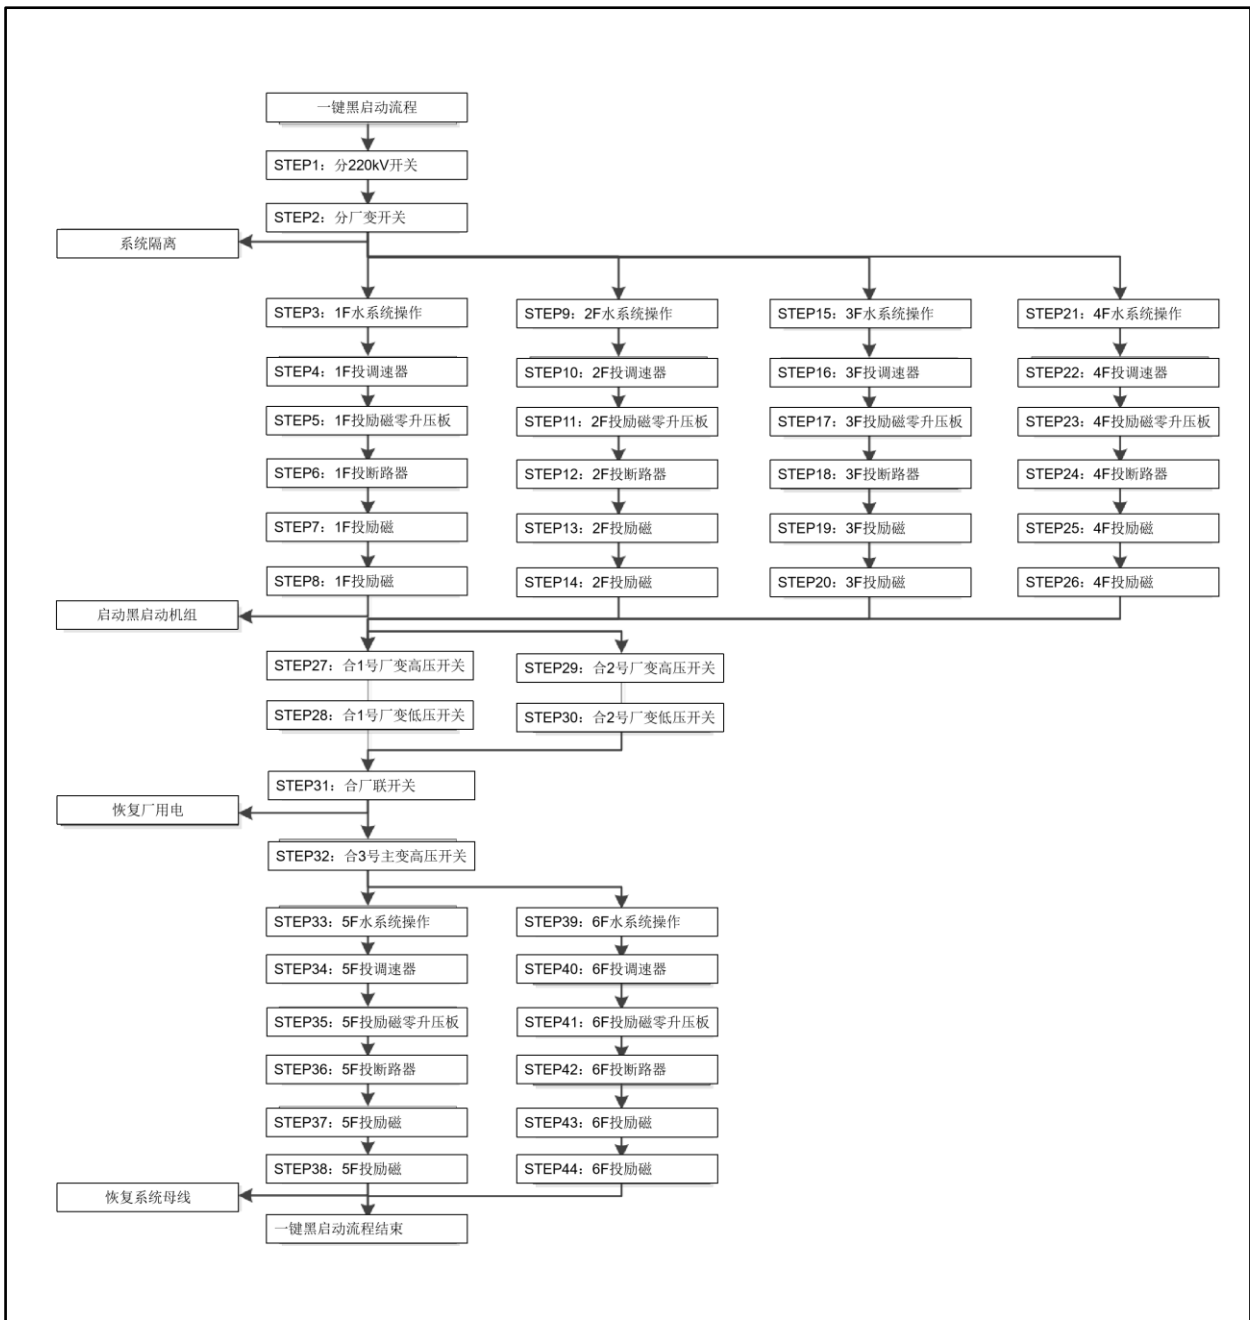 一键黑启动流程
STEP1：分220kV开关
STEP2：分厂变开关
系统隔离
STEP3：1F水系统操作
STEP9：2F水系统操作
STEP15：3F水系统操作
STEP21：4F水系统操作
STEP4：1F投调速器
STEP10：2F投调速器
STEP16：3F投调速器
STEP22：4F投调速器
STEP5：1F投励磁零升压板
STEP11：2F投励磁零升压板
STEP17：3F投励磁零升压板
STEP23：4F投励磁零升压板
STEP6：1F投断路器
STEP12：2F投断路器
STEP18：3F投断路器
STEP24：4F投断路器
STEP7：1F投励磁
STEP13：2F投励磁
STEP19：3F投励磁
STEP25：4F投励磁
STEP8：1F投励磁
STEP14：2F投励磁
STEP20：3F投励磁
STEP26：4F投励磁
启动黑启动机组
STEP27：合1号厂变高压开关
STEP29：合2号厂变高压开关
STEP28：合1号厂变低压开关
STEP30：合2号厂变低压开关
STEP31：合厂联开关
恢复厂用电
STEP32：合3号主变高压开关
STEP33：5F水系统操作
STEP39：6F水系统操作
STEP34：5F投调速器
STEP40：6F投调速器
STEP35：5F投励磁零升压板
STEP41：6F投励磁零升压板
STEP36：5F投断路器
STEP42：6F投断路器
STEP37：5F投励磁
STEP43：6F投励磁
STEP38：5F投励磁
STEP44：6F投励磁
恢复系统母线
一键黑启动流程结束